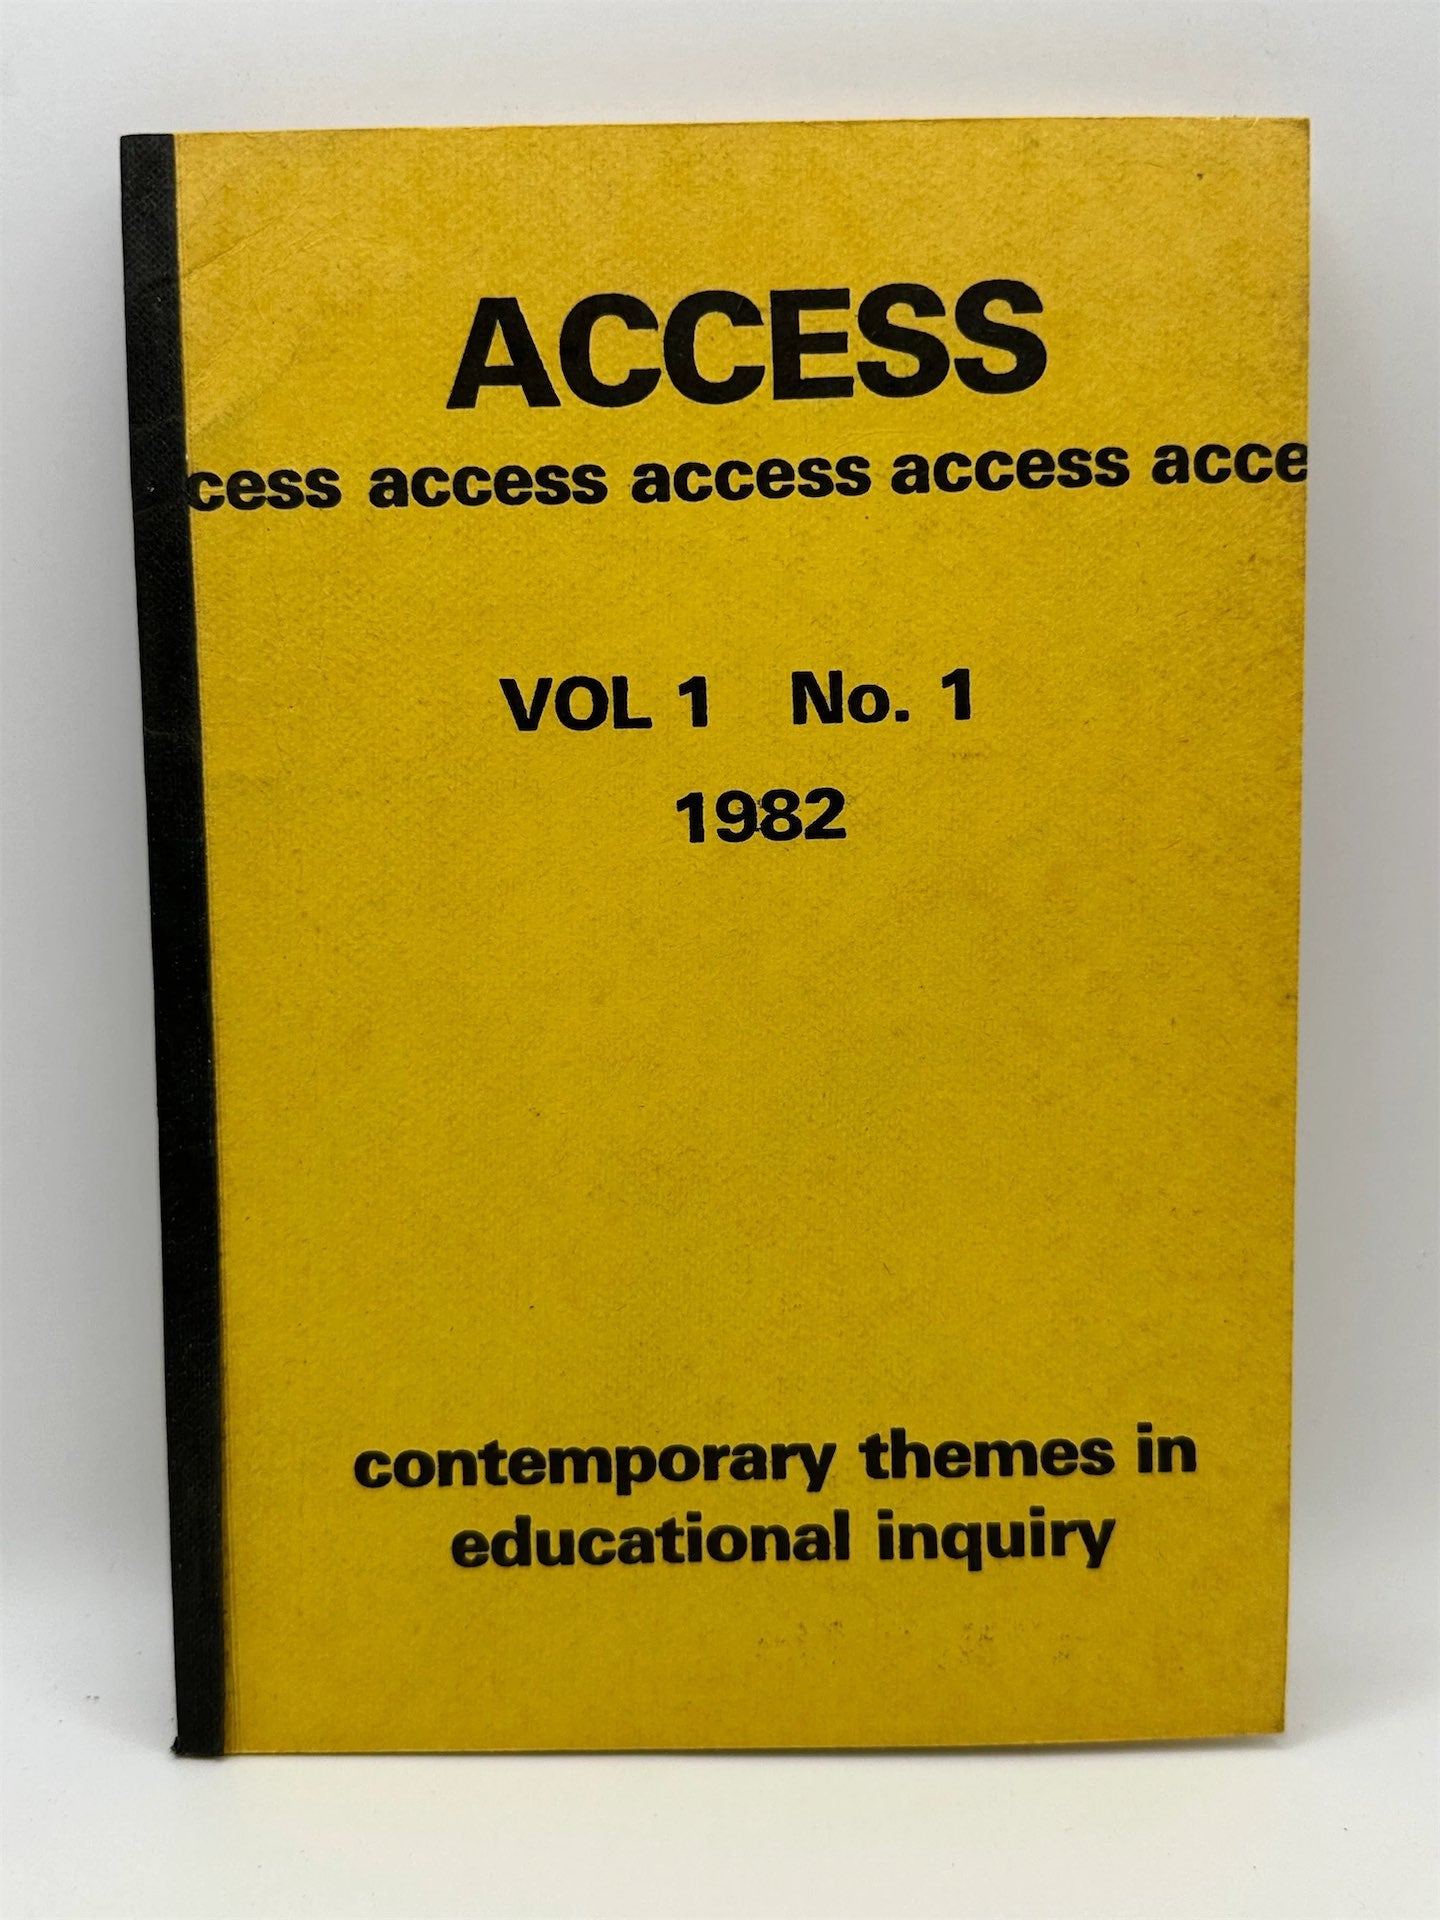 ACCESS
cess access access access acce
VOL 1 No. 1
1982
contemporary themes in
educational inquiry